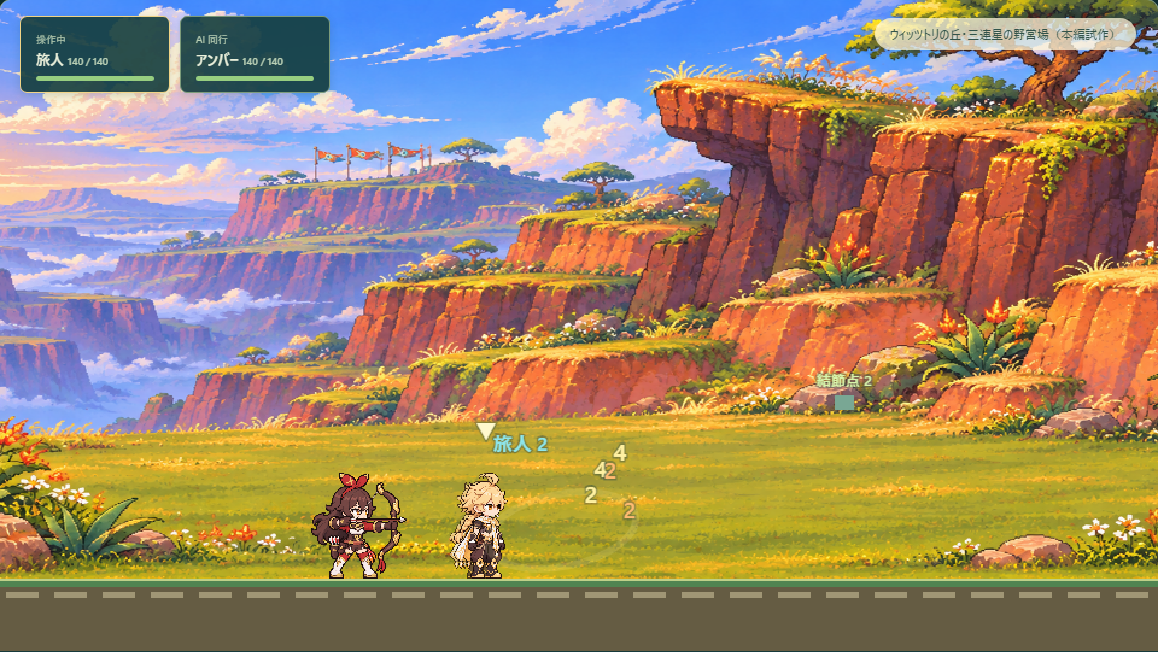 操作中
旅人 140 / 140
AI 同行
アンバー 140 / 140
ウィッツトリの丘・三連星の野営場（本編試作）
結節点 2
旅人 2
4
4 2
2
2